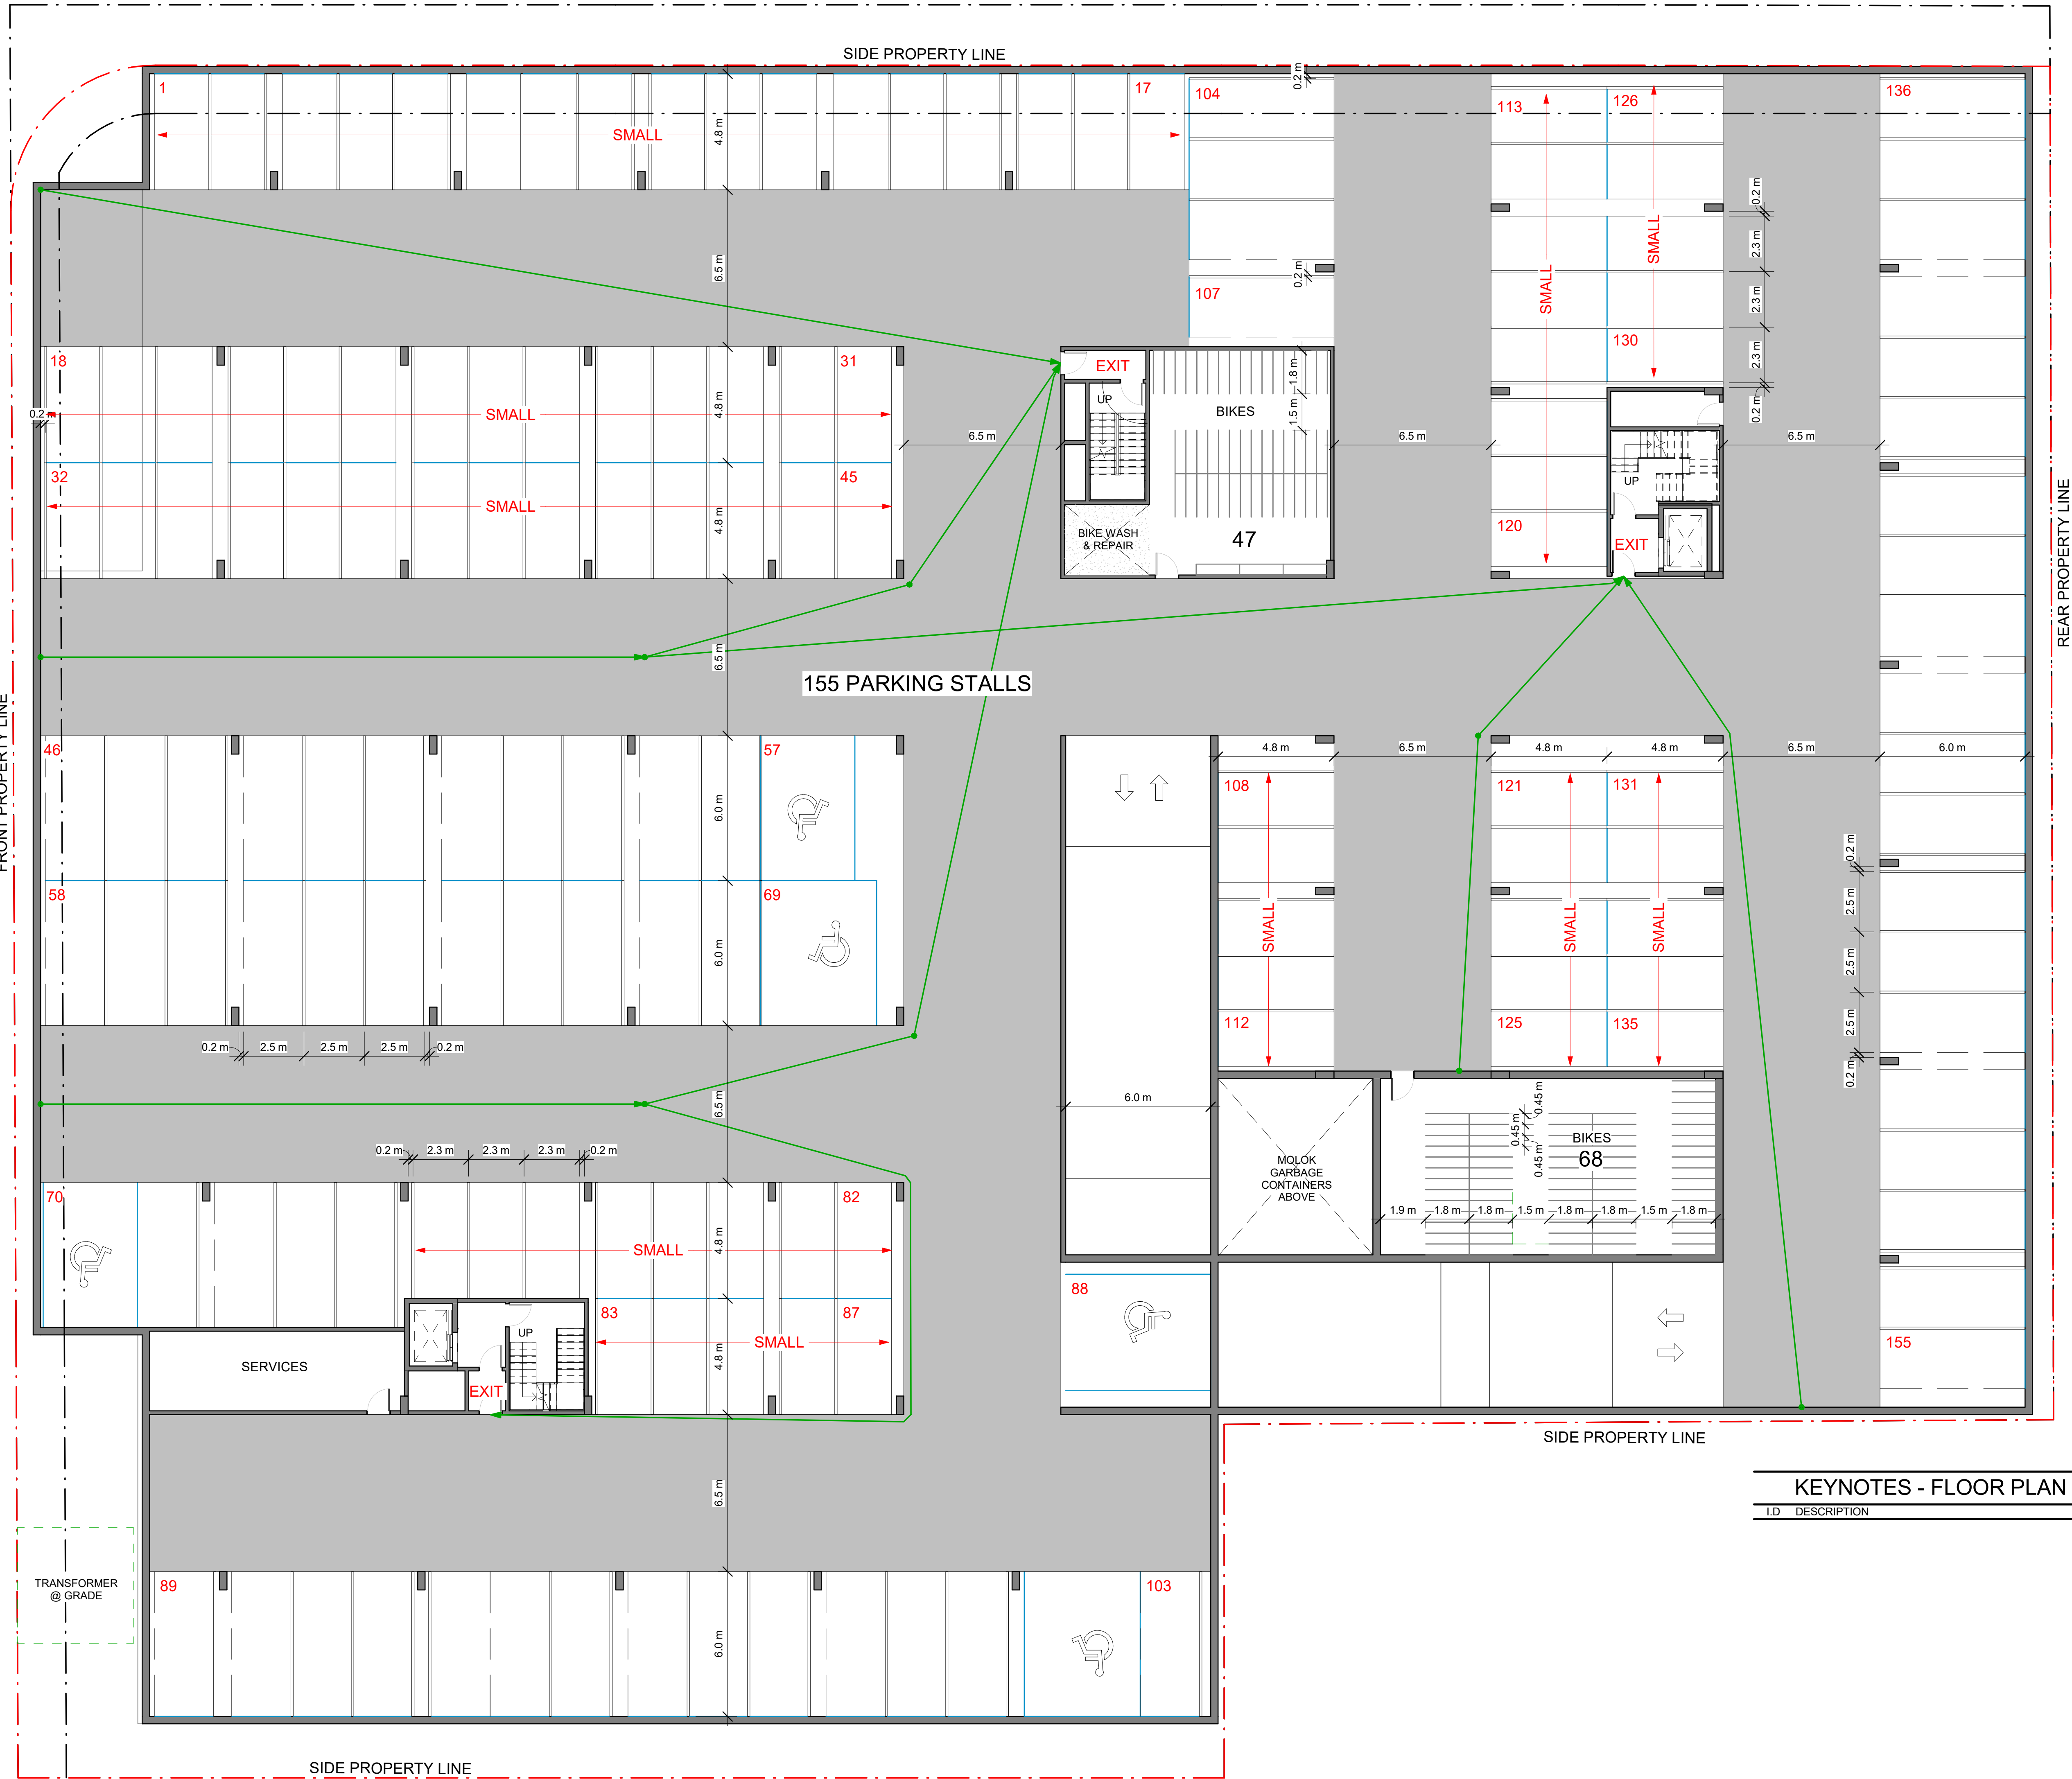 SIDE PROPERTY LINE
1
17
104
0.2 m
113
126
136
SMALL
4.8 m
6.5 m
0.2 m
107
SMALL
SMALL
0.2 m
2.3 m
2.3 m
2.3 m
0.2 m
130
18
31
0.2 m
SMALL
4.8 m
6.5 m
EXIT
UP
BIKES
1.8 m
1.5 m
6.5 m
6.5 m
32
45
SMALL
4.8 m
BIKE WASH
& REPAIR
47
120
UP
EXIT
REAR PROPERTY LINE
FRONT PROPERTY LINE
6.5 m
155 PARKING STALLS
46
57
6.0 m
4.8 m
6.5 m
4.8 m
4.8 m
6.5 m
6.0 m
108
121
131
58
69
6.0 m
SMALL
SMALL
SMALL
0.2 m
2.5 m
2.5 m
2.5 m
0.2 m
112
125
135
0.2 m
2.5 m
2.5 m
2.5 m
0.2 m
6.5 m
6.0 m
0.2 m
2.3 m
2.3 m
2.3 m
0.2 m
MOLOK
GARBAGE
CONTAINERS
ABOVE
0.45 m
0.45 m
0.45 m
BIKES
68
1.9 m
1.8 m
1.8 m
1.5 m
1.8 m
1.8 m
1.5 m
1.8 m
70
82
SMALL
4.8 m
83
87
88
SMALL
4.8 m
UP
SERVICES
EXIT
155
SIDE PROPERTY LINE
6.5 m
KEYNOTES - FLOOR PLAN
I.D DESCRIPTION
TRANSFORMER
@ GRADE
89
103
6.0 m
SIDE PROPERTY LINE